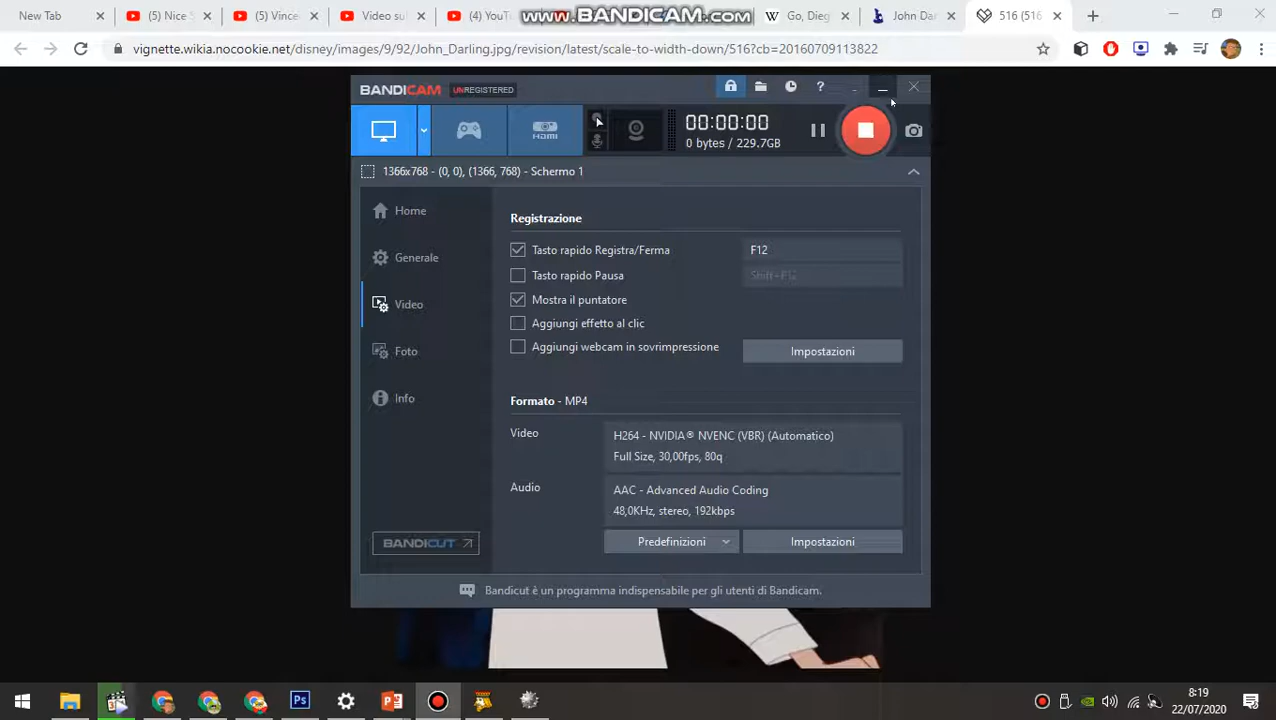 New Tab
(5) Nice S
(5) Vince
Video su
(4) YouT
www.BANDICAM.com
Go, Dieg
John Dar
516 (516
vignette.wikia.nocookie.net/disney/images/9/92/John_Darling.jpg/revision/latest/scale-to-width-down/516?cb=20160709113822
BANDICAM UNREGISTERED
HDMI
00:00:00
0 bytes / 229.7GB
1366x768 - (0, 0), (1366, 768) - Schermo 1
Home
Generale
Video
Foto
Info
BANDICUT
Registrazione
Tasto rapido Registra/Ferma
F12
Tasto rapido Pausa
Shift - F12
Mostra il puntatore
Aggiungi effetto al clic
Aggiungi webcam in sovrimpressione
Impostazioni
Formato - MP4
Video
H264 - NVIDIA® NVENC (VBR) (Automatico)
Full Size, 30,00fps, 80q
Audio
AAC - Advanced Audio Coding
48,0KHz, stereo, 192kbps
Predefinizioni
Impostazioni
Bandicut è un programma indispensabile per gli utenti di Bandicam.
Ps
8:19
22/07/2020